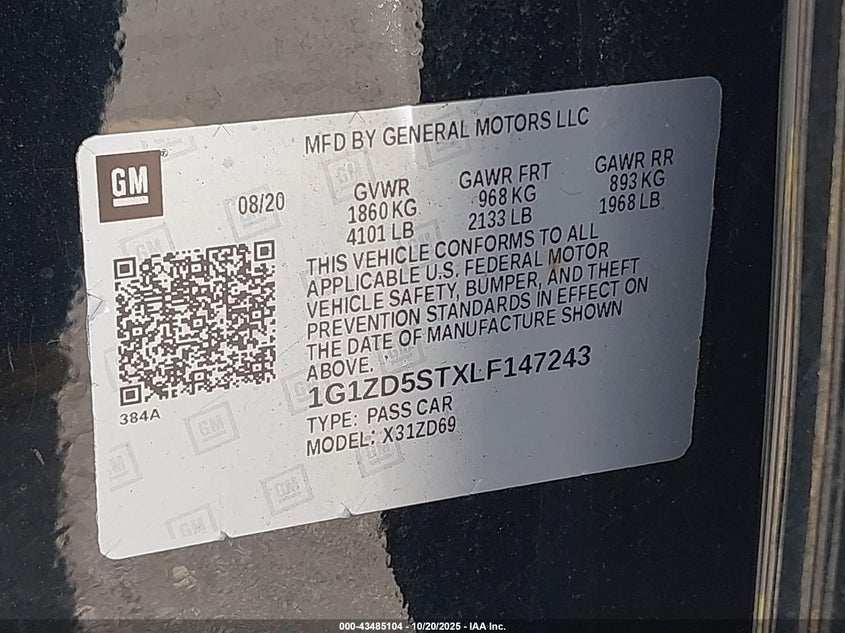 MFD BY GENERAL MOTORS LLC
GM
08/20
GVWR
1860 KG
4101 LB
GAWR FRT
968 KG
2133 LB
GAWR RR
893 KG
1968 LB
THIS VEHICLE CONFORMS TO ALL
APPLICABLE U.S. FEDERAL MOTOR
VEHICLE SAFETY, BUMPER, AND THEFT
PREVENTION STANDARDS IN EFFECT ON
THE DATE OF MANUFACTURE SHOWN
ABOVE.
1G1ZD5STXLF147243
TYPE: PASS CAR
MODEL: X31ZD69
384A
000-43485104 - 10/20/2025 - IAA Inc.